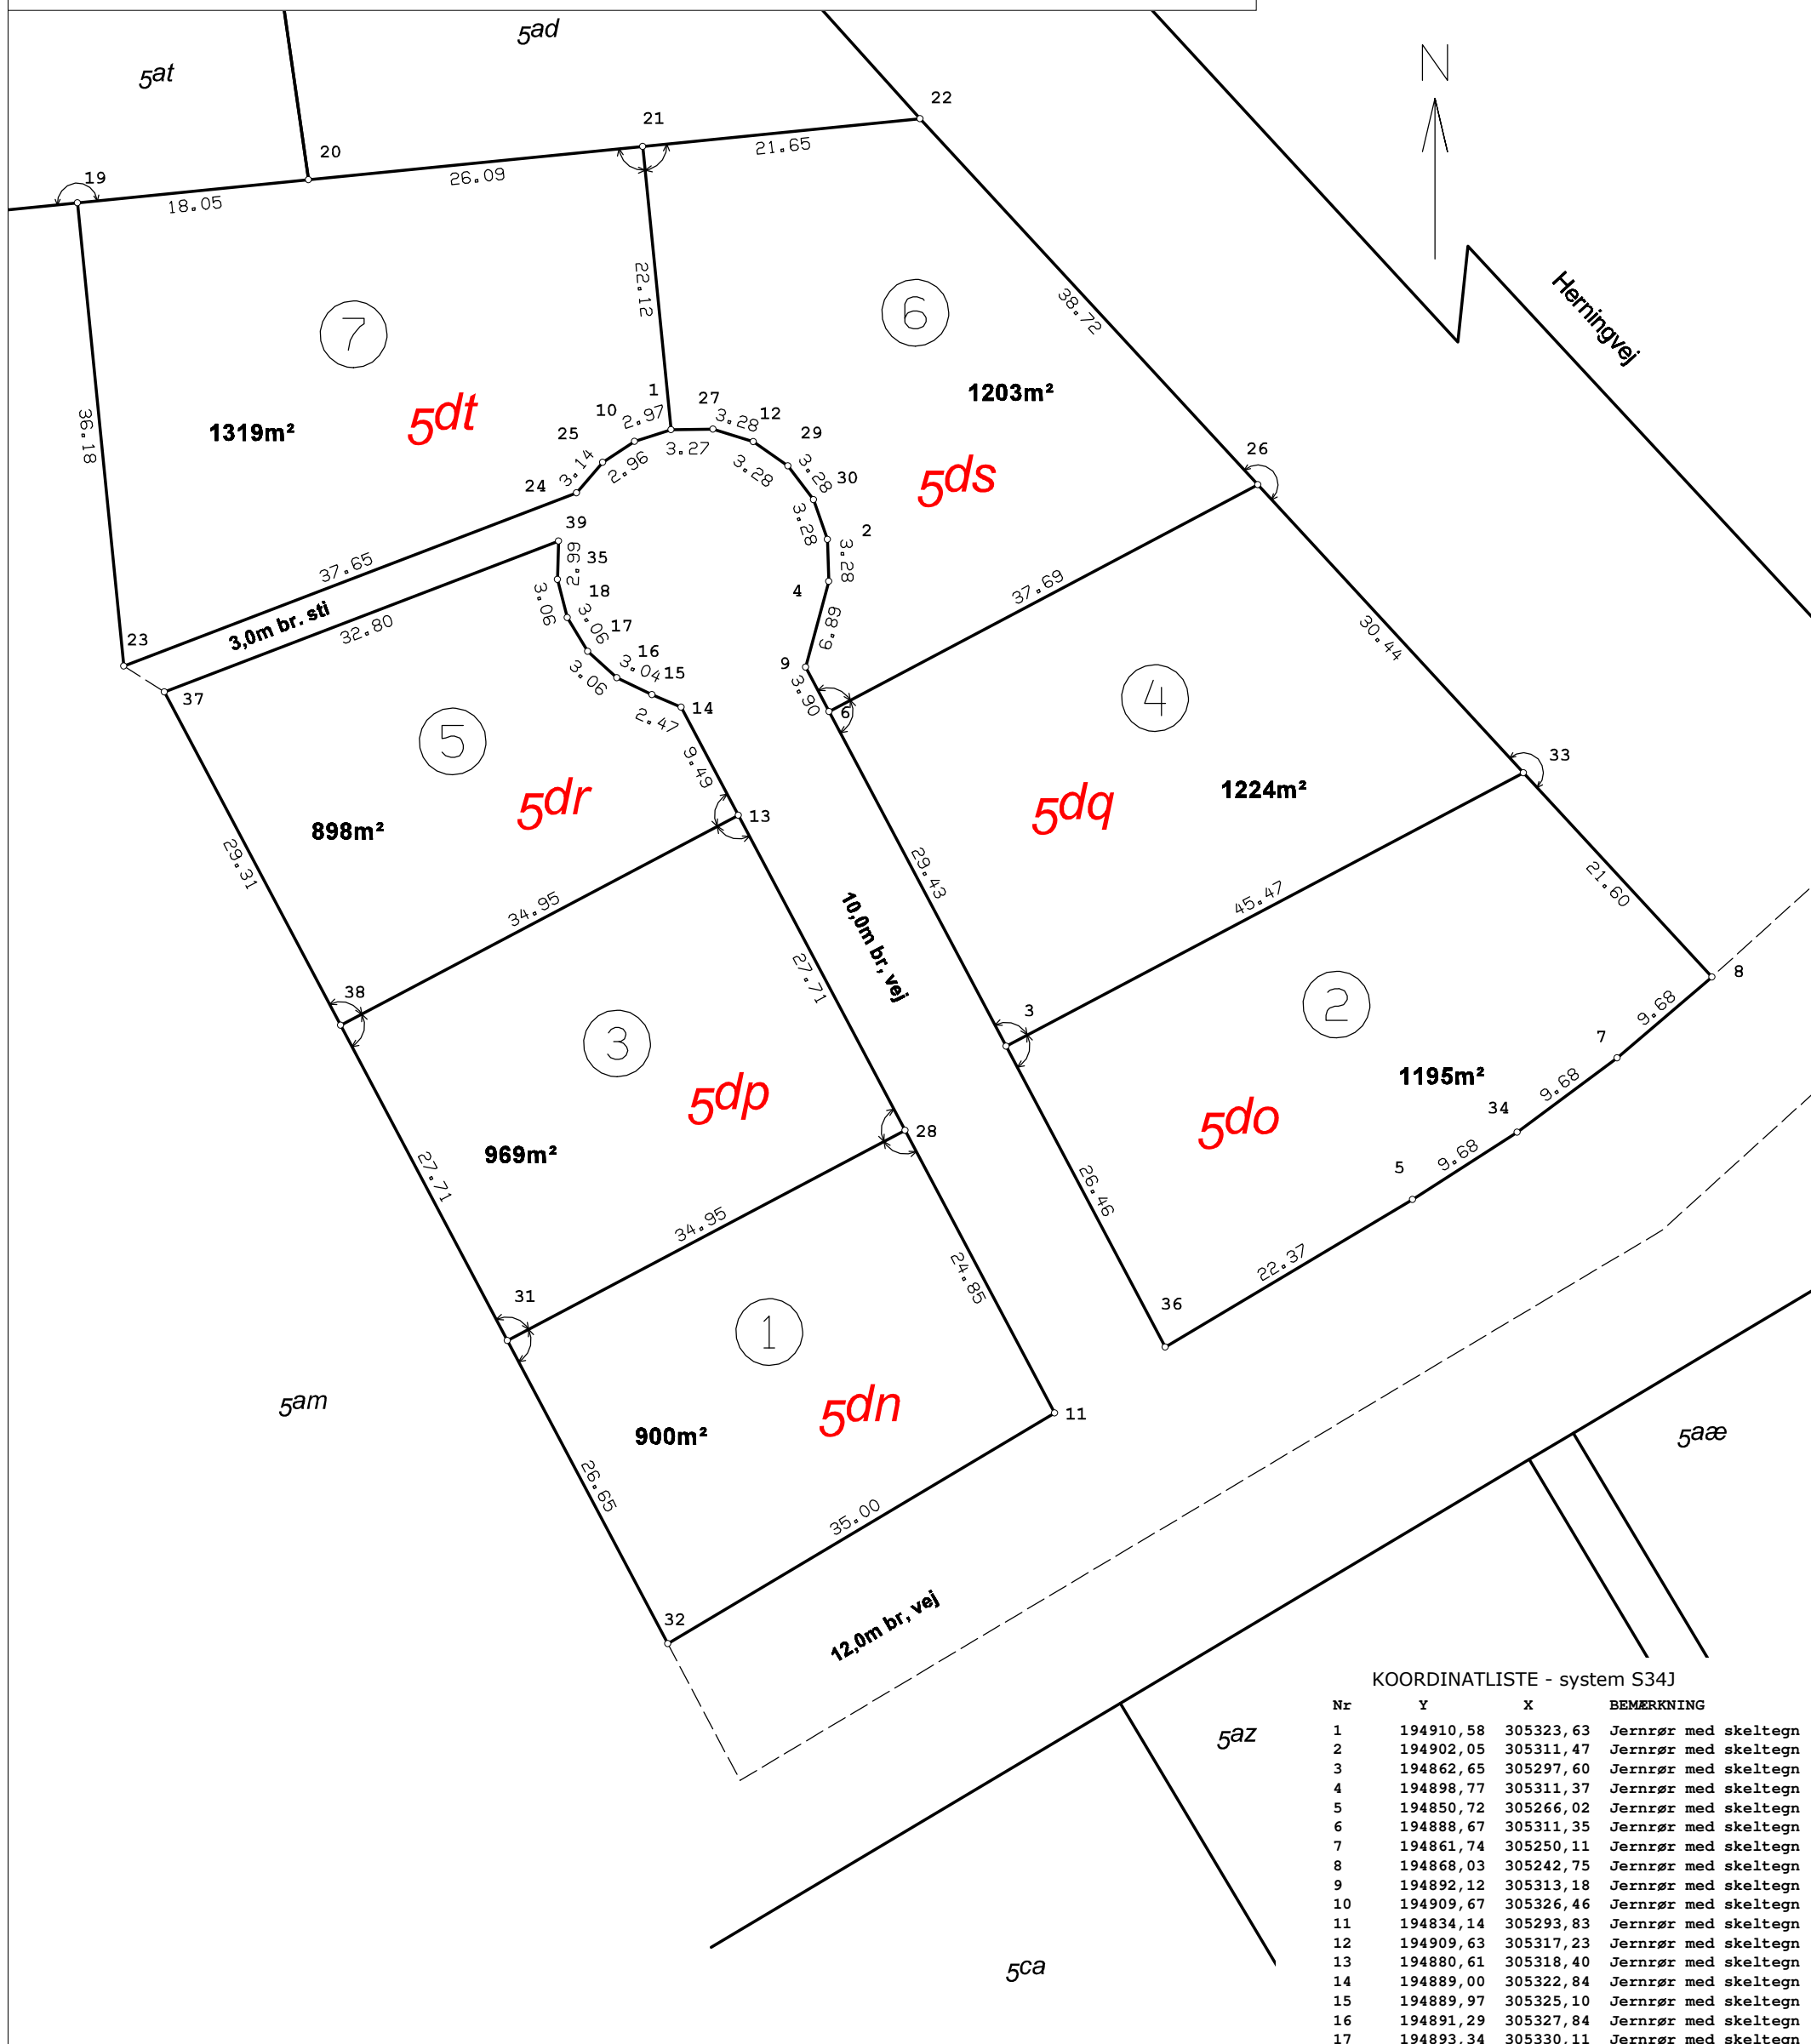 5ad
5at
N
22
21
20
21.65
26.09
19
18.05
Herningvej
22.12
38.72
7
6
1203m²
1
27
10
2.97
3.28
12
1319m²
5dt
36.18
25
3.27
29
26
3.14
2.96
3.28
3.28
30
5ds
24
3.28
39
2
2.99
35
3.28
37.65
18
4
37.69
3,0m br. sti
3.06
3.06
6.89
32.80
17
30.44
23
16
9
3.04
15
3.06
3.90
37
14
6
4
2.47
5
9.49
33
5dr
5dq
1224m²
898m²
13
29.31
29.43
21.60
34.95
45.47
10,0m br, vej
27.71
38
3
2
8
9.68
3
7
1195m²
5dp
9.68
34
5do
28
969m²
27.71
9.68
5
26.46
34.95
22.37
24.85
31
1
36
5am
5dn
11
900m²
5aæ
26.65
35.00
32
12,0m br, vej
5az
5ca
KOORDINATLISTE - system S34J
Nr Y X BEMÆRKNING
1 194910,58 305323,63 Jernrør med skeltegn
2 194902,05 305311,47 Jernrør med skeltegn
3 194862,65 305297,60 Jernrør med skeltegn
4 194898,77 305311,37 Jernrør med skeltegn
5 194850,72 305266,02 Jernrør med skeltegn
6 194888,67 305311,35 Jernrør med skeltegn
7 194861,74 305250,11 Jernrør med skeltegn
8 194868,03 305242,75 Jernrør med skeltegn
9 194892,12 305313,18 Jernrør med skeltegn
10 194909,67 305326,46 Jernrør med skeltegn
11 194834,14 305293,83 Jernrør med skeltegn
12 194909,63 305317,23 Jernrør med skeltegn
13 194880,61 305318,40 Jernrør med skeltegn
14 194889,00 305322,84 Jernrør med skeltegn
15 194889,97 305325,10 Jernrør med skeltegn
16 194891,29 305327,84 Jernrør med skeltegn
17 194893,34 305330,11 Jernrør med skeltegn